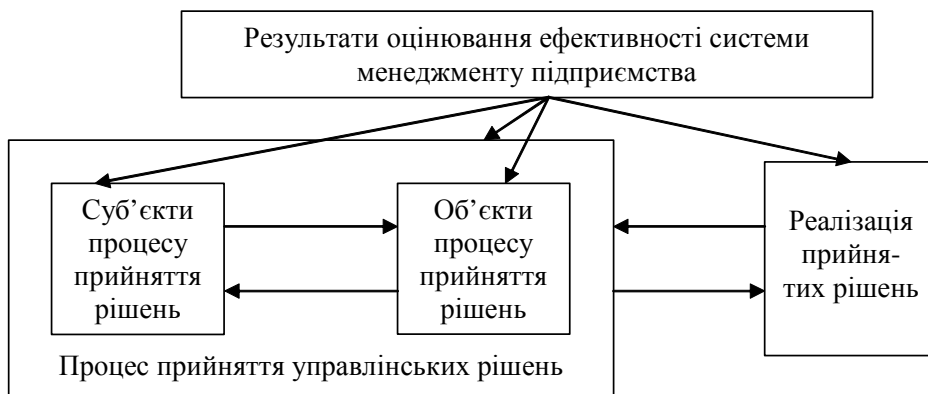 Результати оцінювання ефективності системи
менеджменту підприємства
Суб’єкти
процесу
прийняття
рішень
Об’єкти
процесу
прийняття
рішень
Реалізація
прийня-
тих рішень
Процес прийняття управлінських рішень